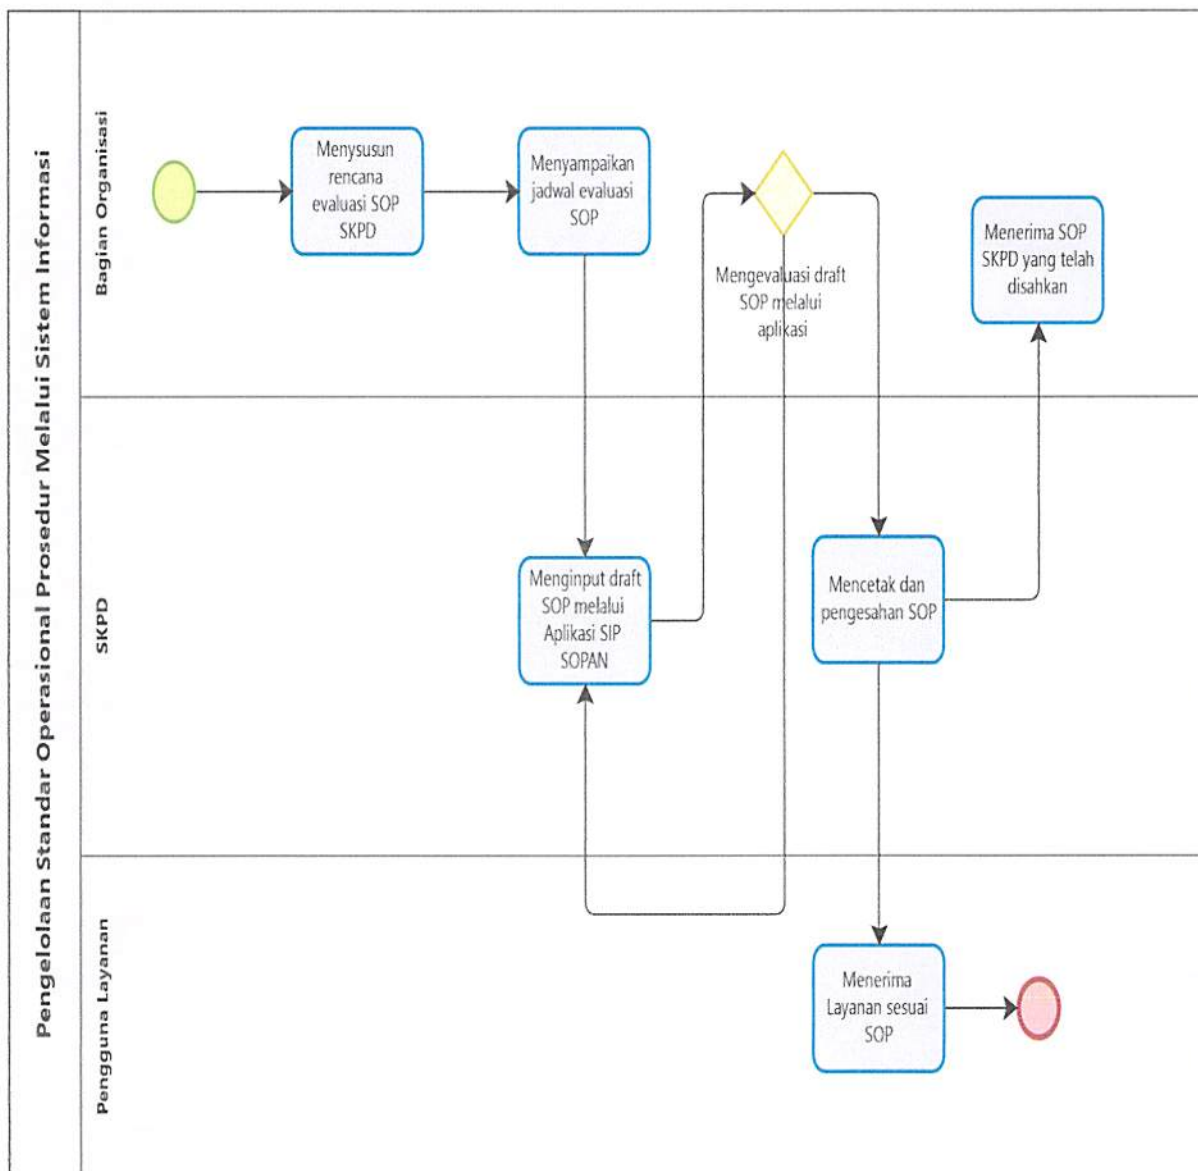 Pengelolaan Standar Operasional Prosedur Melalui Sistem Informasi
Bagian Organisasi
Menysusun
rencana
evaluasi SOP
SKPD
Menyampaikan
jadwal evaluasi
SOP
Mengevaluasi draft
SOP melalui
aplikasi
Menerima SOP
SKPD yang telah
disahkan
SKPD
Menginput draft
SOP melalui
Aplikasi SIP
SOPAN
Mencetak dan
pengesahan SOP
Pengguna Layanan
Menerima
Layanan sesuai
SOP